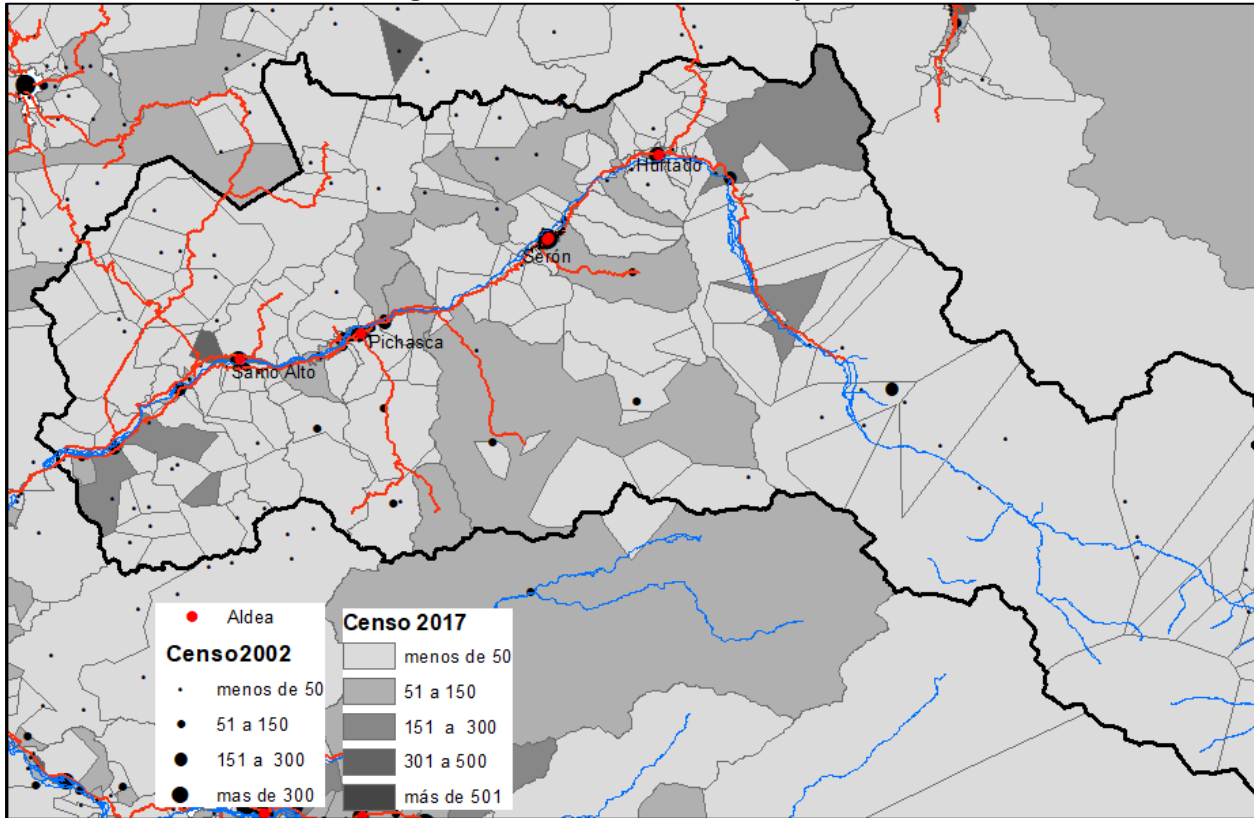 Hurtado
Serón
Pichasca
Samo Alto
Aldea
Censo2002
menos de 50
51 a 150
151 a 300
mas de 300
Censo 2017
menos de 50
51 a 150
151 a 300
301 a 500
más de 501